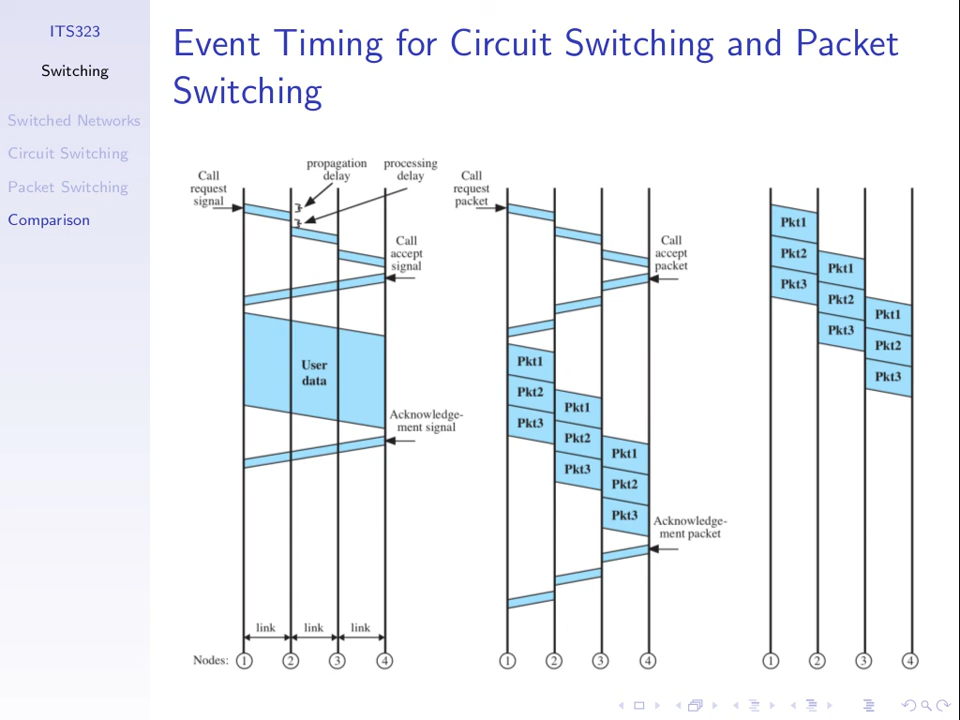 ITS323
Switching
Switched Networks
Circuit Switching
Packet Switching
Comparison
Event Timing for Circuit Switching and Packet
Switching
Call
request
signal
propagation
delay
processing
delay
Call
accept
signal
User
data
Acknowledge-
ment signal
link
link
link
Nodes:
1
2
3
4
Call
request
packet
Call
accept
packet
Pkt1
Pkt2
Pkt3
Pkt1
Pkt2
Pkt3
Pkt1
Pkt2
Pkt3
Acknowledge-
ment packet
1
2
3
4
Pkt1
Pkt2
Pkt3
Pkt1
Pkt2
Pkt3
Pkt1
Pkt2
Pkt3
1
2
3
4